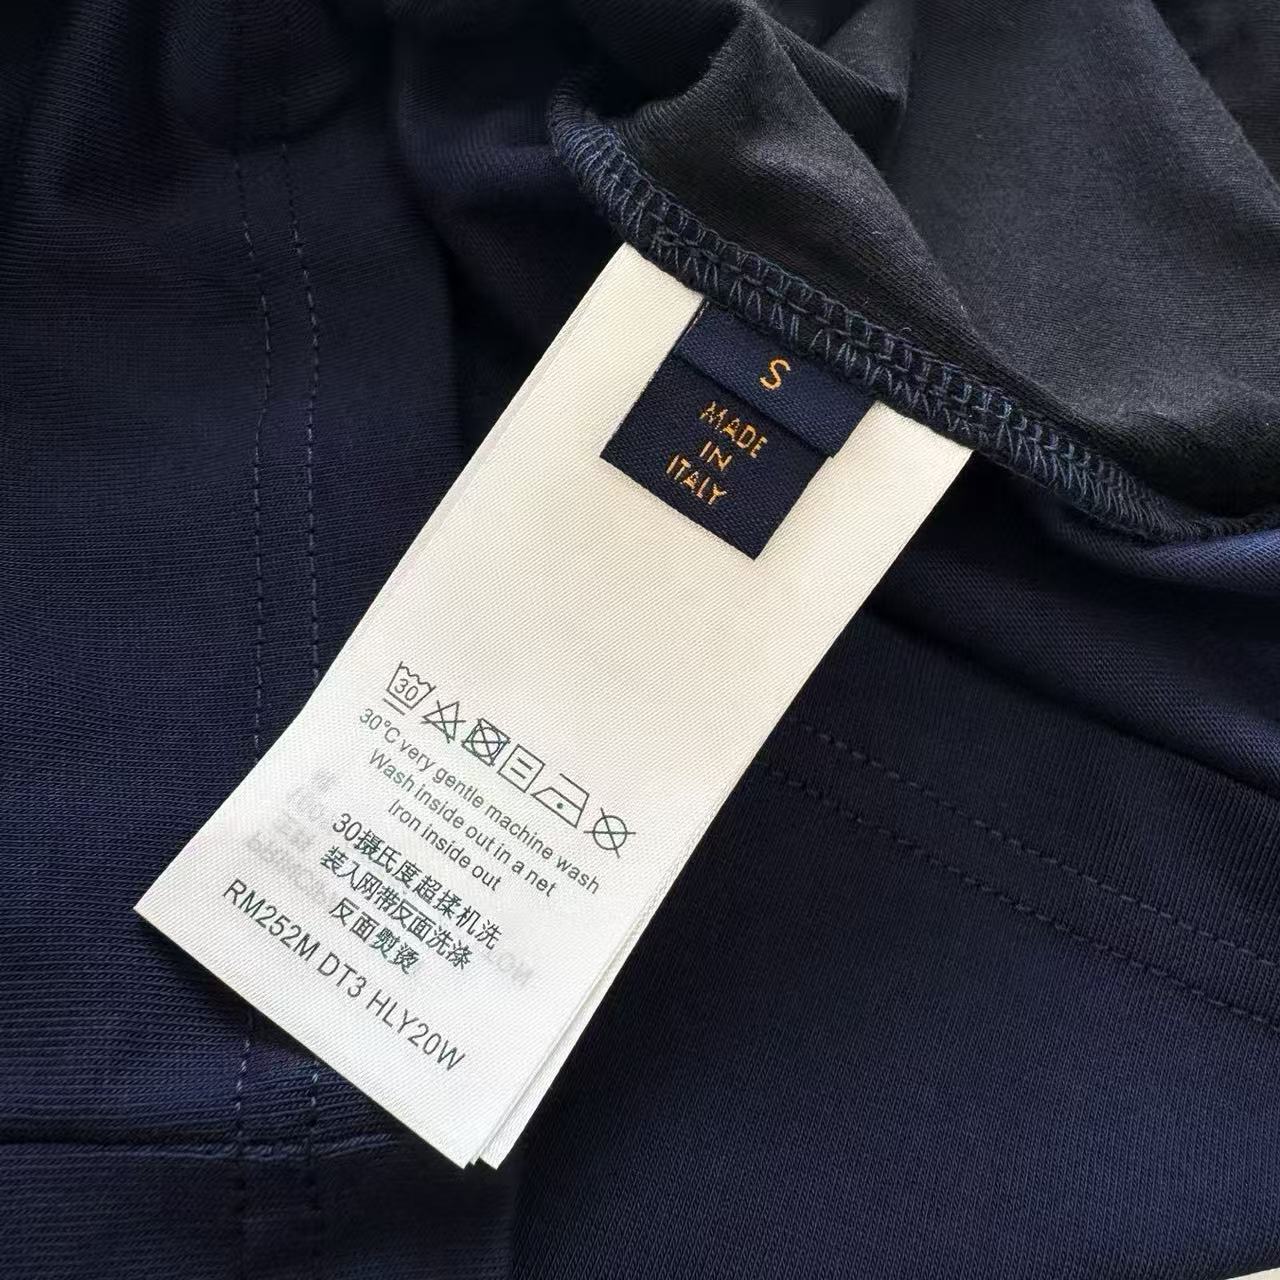 S
MADE
IN
ITALY
30
30°C very gentle machine wash
Wash inside out in a net
Iron inside out
30摄氏度超揉机洗
装入网带反面洗涤
反面熨烫
RM252M DT3 HLY20W